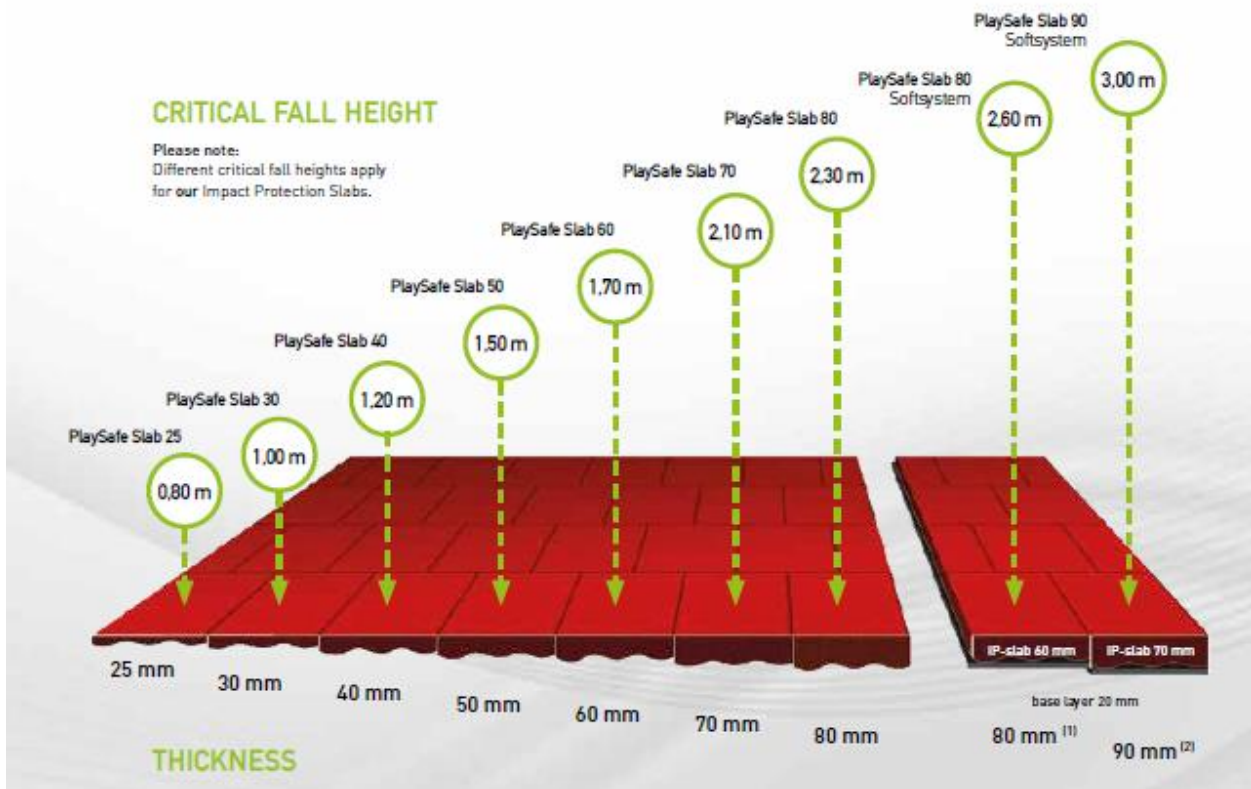 CRITICAL FALL HEIGHT
Please note:
Different critical fall heights apply
for our Impact Protection Slabs.
PlaySafe Slab 25
0,80 m
PlaySafe Slab 30
1,00 m
PlaySafe Slab 40
1,20 m
PlaySafe Slab 50
1,50 m
PlaySafe Slab 60
1,70 m
PlaySafe Slab 70
2,10 m
PlaySafe Slab 80
2,30 m
PlaySafe Slab 80
Softsystem
2,60 m
PlaySafe Slab 90
Softsystem
3,00 m
IP-slab 60 mm
IP-slab 70 mm
base layer 20 mm
25 mm
30 mm
40 mm
50 mm
60 mm
70 mm
80 mm
80 mm (1)
90 mm (2)
THICKNESS